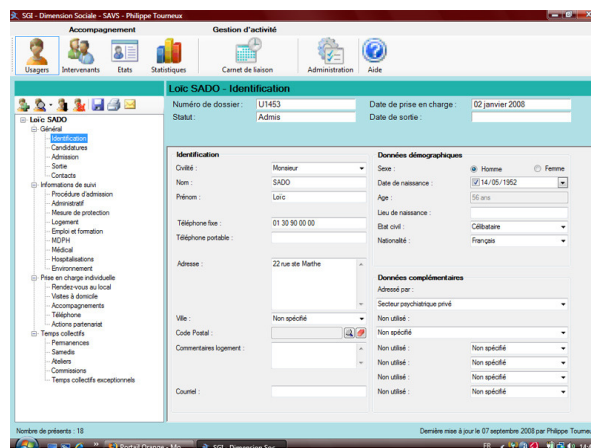 SGI - Dimension Sociale - SAVS - Philippe Tourneux
Accompagnement Gestion d'activité
Usagers Intervenants Etats Statistiques Carnet de liaison Administration Aide
Loïc SADO - Identification
Numéro de dossier : U1453 Date de prise en charge : 02 janvier 2008
Statut : Admis Date de sortie :
Loïc SADO
Général
Identification
Candidatures
Admission
Sortie
Contacts
Informations de suivi
Procédure d'admission
Administratif
Mesure de protection
Logement
Emploi et formation
MDPH
Médical
Hospitalisations
Environnement
Prise en charge individuelle
Rendez-vous au local
Visites à domicile
Accompagnements
Téléphone
Actions partenariat
Temps collectifs
Permanences
Samedis
Ateliers
Commissions
Temps collectifs exceptionnels
Identification
Civilité : Monsieur
Nom : SADO
Prénom : Loïc
Téléphone fixe : 01 30 90 00 00
Téléphone portable :
Adresse : 22 rue ste Marthe
Ville : Non spécifié
Code Postal :
Commentaires logement :
Courriel :
Données démographiques
Sexe : Homme Femme
Date de naissance : 14/05/1952
Age : 56 ans
Lieu de naissance :
Etat civil : Célibataire
Nationalité : Français
Données complémentaires
Adressé par :
Secteur psychiatrique privé
Non utilisé :
Non spécifié
Non utilisé : Non spécifié
Non utilisé : Non spécifié
Non utilisé : Non spécifié
Non utilisé : Non spécifié
Nombre de présents : 18 Dernière mise à jour le 07 septembre 2008 par Philippe Tourneu
Portail Orange - Mo... SGI - Dimension Soc... FR